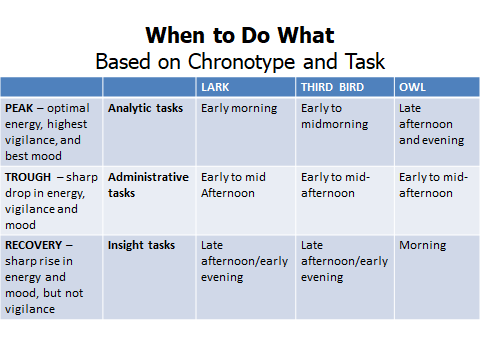 When to Do What
Based on Chronotype and Task
LARK
THIRD BIRD
OWL
PEAK – optimal
energy, highest
vigilance, and
best mood
Analytic tasks
Early morning
Early to
midmorning
Late
afternoon
and evening
TROUGH – sharp
drop in energy,
vigilance and
mood
Administrative
tasks
Early to mid
Afternoon
Early to mid-
afternoon
Early to mid-
afternoon
RECOVERY –
sharp rise in
energy and
mood, but not
vigilance
Insight tasks
Late
afternoon/early
evening
Late
afternoon/early
evening
Morning